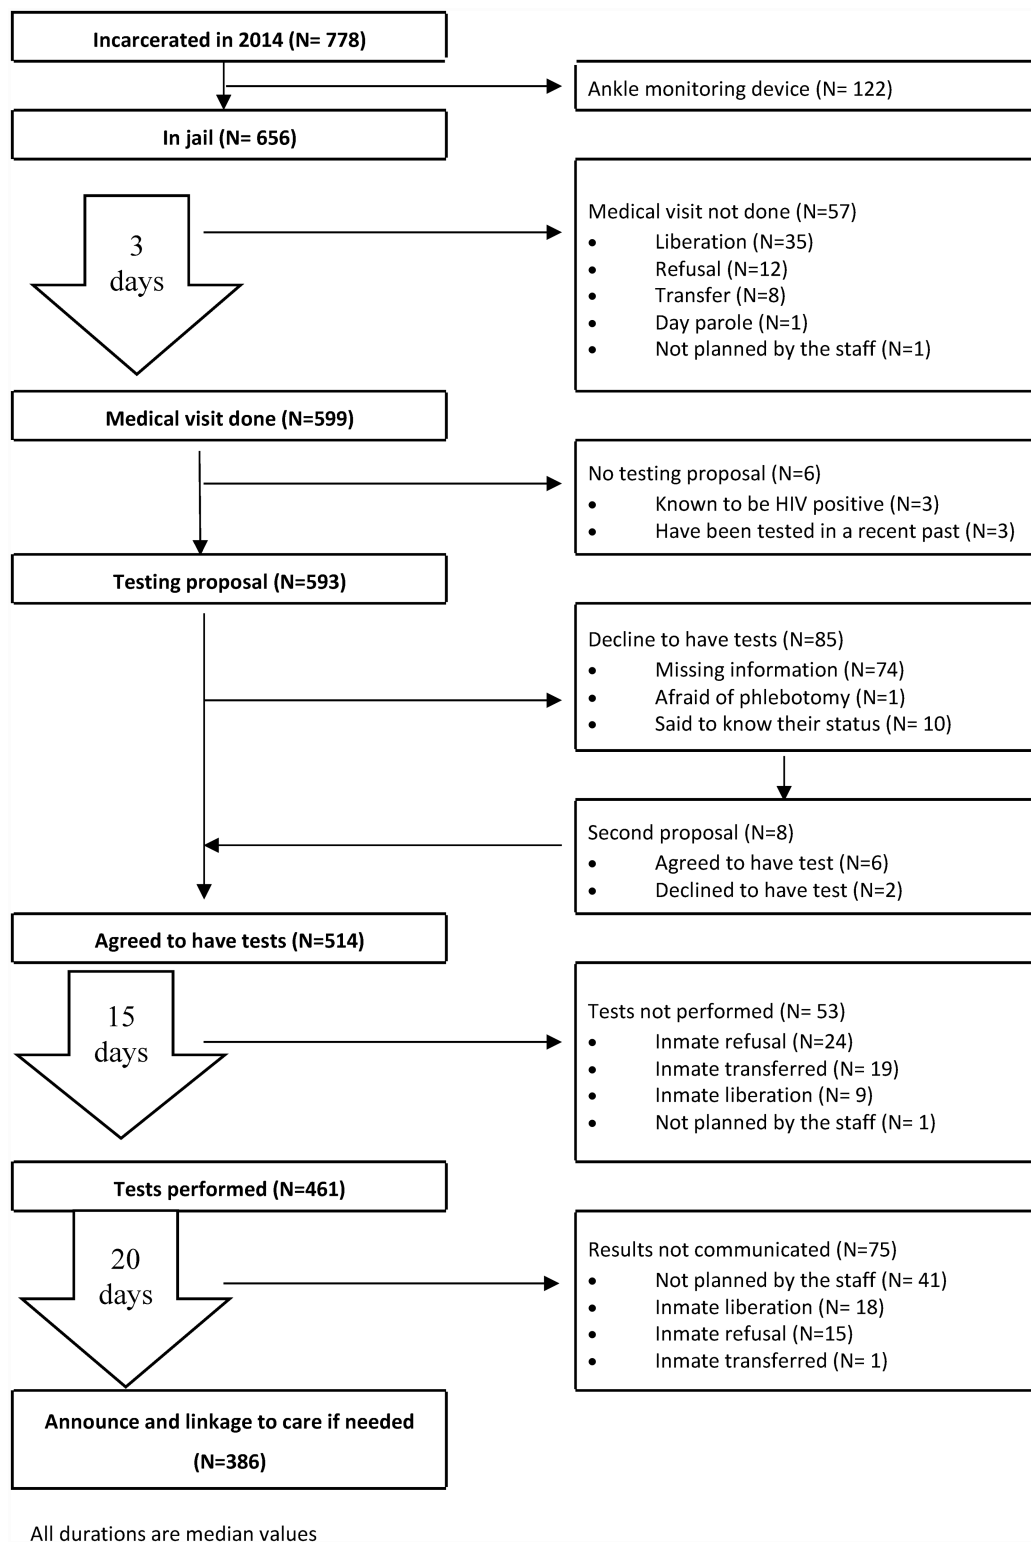 Incarcerated in 2014 (N= 778)
Ankle monitoring device (N= 122)
In jail (N= 656)
3
days
Medical visit not done (N=57)
• Liberation (N=35)
• Refusal (N=12)
• Transfer (N=8)
• Day parole (N=1)
• Not planned by the staff (N=1)
Medical visit done (N=599)
No testing proposal (N=6)
• Known to be HIV positive (N=3)
• Have been tested in a recent past (N=3)
Testing proposal (N=593)
Decline to have tests (N=85)
• Missing information (N=74)
• Afraid of phlebotomy (N=1)
• Said to know their status (N= 10)
Second proposal (N=8)
• Agreed to have test (N=6)
• Declined to have test (N=2)
Agreed to have tests (N=514)
15
days
Tests not performed (N= 53)
• Inmate refusal (N=24)
• Inmate transferred (N= 19)
• Inmate liberation (N= 9)
• Not planned by the staff (N= 1)
Tests performed (N=461)
20
days
Results not communicated (N=75)
• Not planned by the staff (N= 41)
• Inmate liberation (N= 18)
• Inmate refusal (N=15)
• Inmate transferred (N= 1)
Announce and linkage to care if needed
(N=386)
All durations are median values